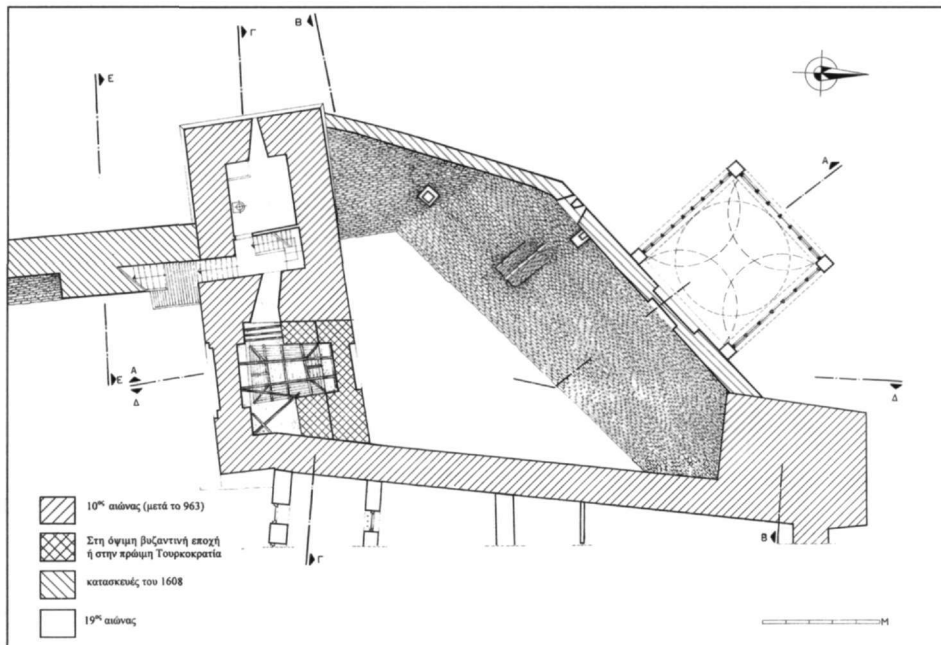 Β
Γ
Ε
Α
Ε
Α
Δ
Δ
10ος αιώνας (μετά το 963)
Στη όψιμη βυζαντινή εποχή
ή στην πρώιμη Τουρκοκρατία
κατασκευές του 1608
19ος αιώνας
Β
Γ
Μ